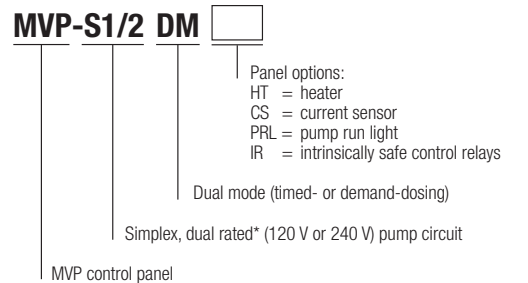 MVP-S1/2 DM
Panel options:
HT = heater
CS = current sensor
PRL = pump run light
IR = intrinsically safe control relays
Dual mode (timed- or demand-dosing)
Simplex, dual rated* (120 V or 240 V) pump circuit
MVP control panel